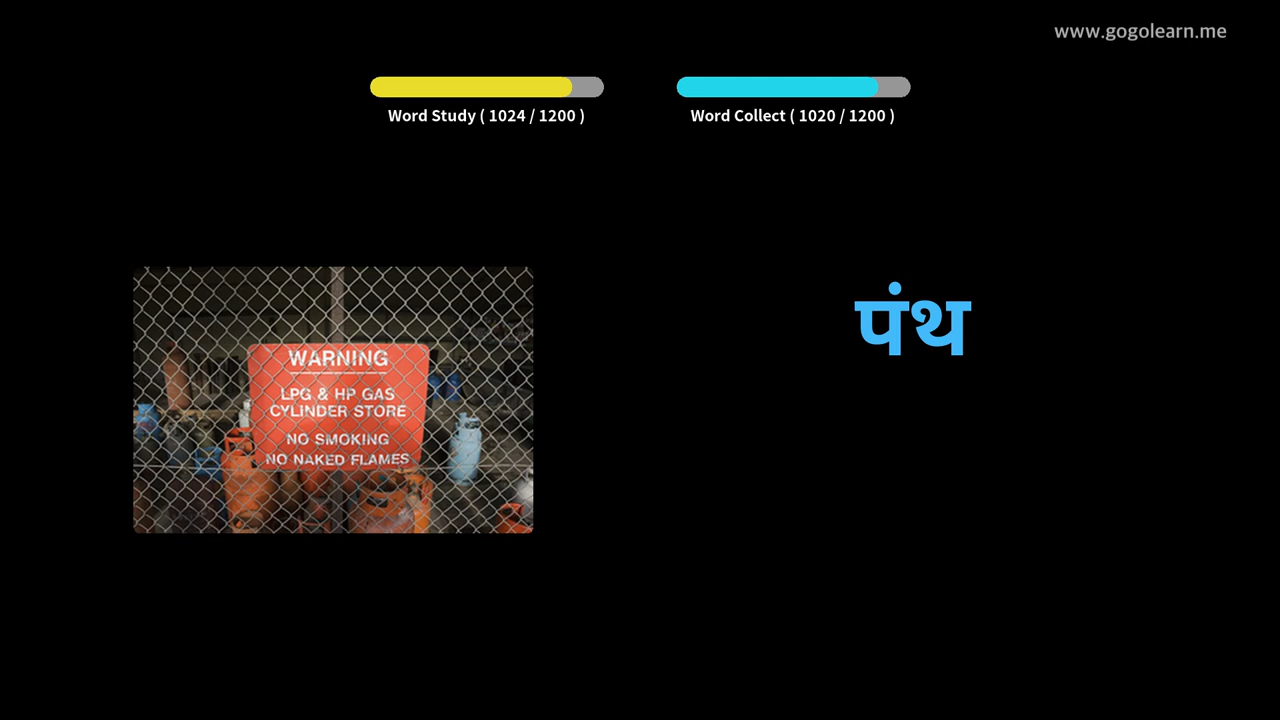 www.gogolearn.me
Word Study ( 1024 / 1200 )
Word Collect ( 1020 / 1200 )
पंथ
WARNING
LPG & HP GAS
CYLINDER STORE
NO SMOKING
NO NAKED FLAMES